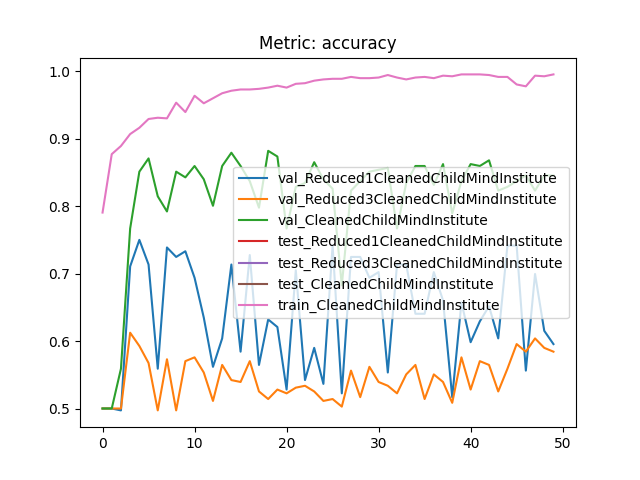 Metric: accuracy
1.0
0.9
0.8
0.7
0.6
0.5
val_Reduced1CleanedChildMindInstitute
val_Reduced3CleanedChildMindInstitute
val_CleanedChildMindInstitute
test_Reduced1CleanedChildMindInstitute
test_Reduced3CleanedChildMindInstitute
test_CleanedChildMindInstitute
train_CleanedChildMindInstitute
0 10 20 30 40 50